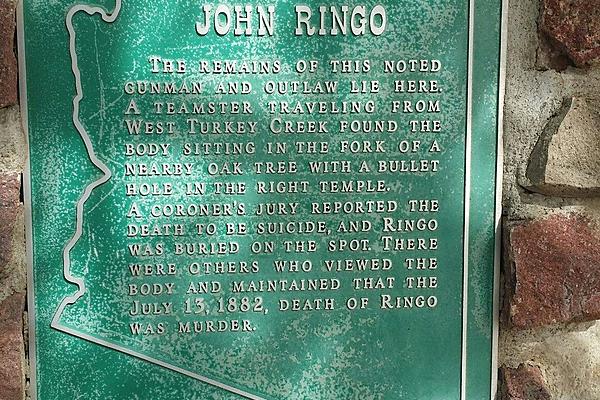 JOHN RINGO
THE REMAINS OF THIS NOTED
GUNMAN AND OUTLAW LIE HERE.
A TEAMSTER TRAVELING FROM
WEST TURKEY CREEK FOUND THE
BODY SITTING IN THE FORK OF A
NEARBY OAK TREE WITH A BULLET
HOLE IN THE RIGHT TEMPLE.
A CORONER'S JURY REPORTED THE
DEATH TO BE SUICIDE, AND RINGO
WAS BURIED ON THE SPOT. THERE
WERE OTHERS WHO VIEWED THE
BODY AND MAINTAINED THAT THE
JULY 13, 1882, DEATH OF RINGO
WAS MURDER.